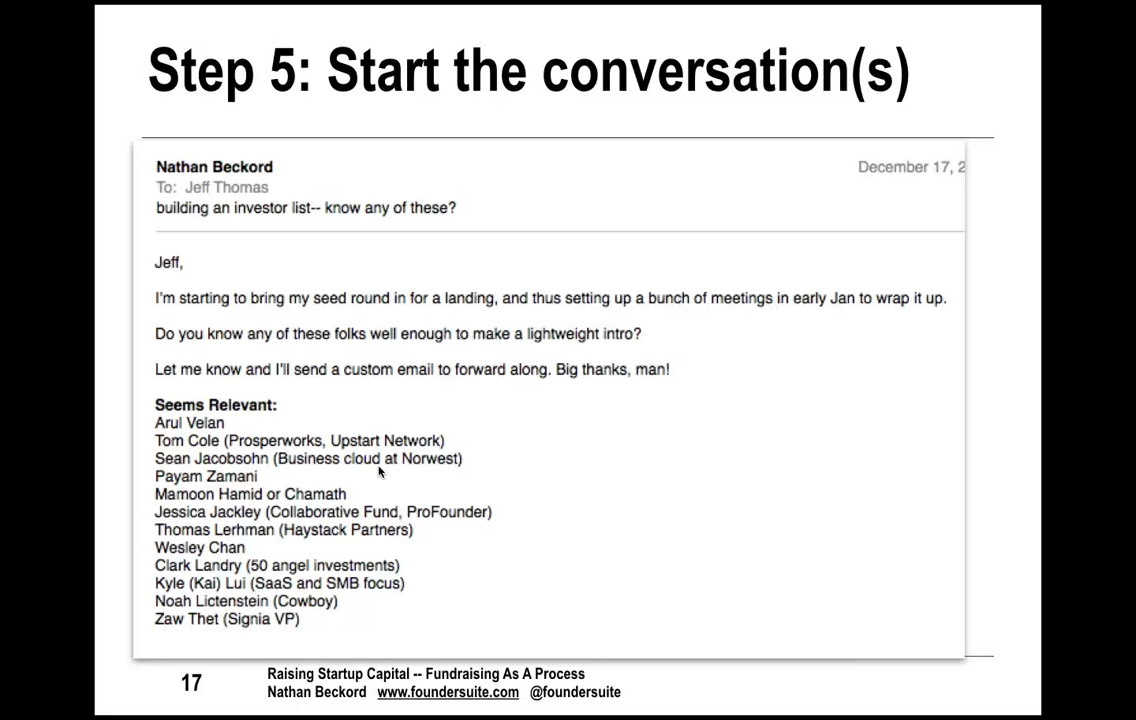 Step 5: Start the conversation(s)
Nathan Beckord
December 17, 2
To: Jeff Thomas
building an investor list-- know any of these?
Jeff,
I'm starting to bring my seed round in for a landing, and thus setting up a bunch of meetings in early Jan to wrap it up.
Do you know any of these folks well enough to make a lightweight intro?
Let me know and I'll send a custom email to forward along. Big thanks, man!
Seems Relevant:
Arul Velan
Tom Cole (Prosperworks, Upstart Network)
Sean Jacobsohn (Business cloud at Norwest)
Payam Zamani
Mamoon Hamid or Chamath
Jessica Jackley (Collaborative Fund, ProFounder)
Thomas Lerhman (Haystack Partners)
Wesley Chan
Clark Landry (50 angel investments)
Kyle (Kai) Lui (SaaS and SMB focus)
Noah Lictenstein (Cowboy)
Zaw Thet (Signia VP)
17
Raising Startup Capital -- Fundraising As A Process
Nathan Beckord www.foundersuite.com @foundersuite